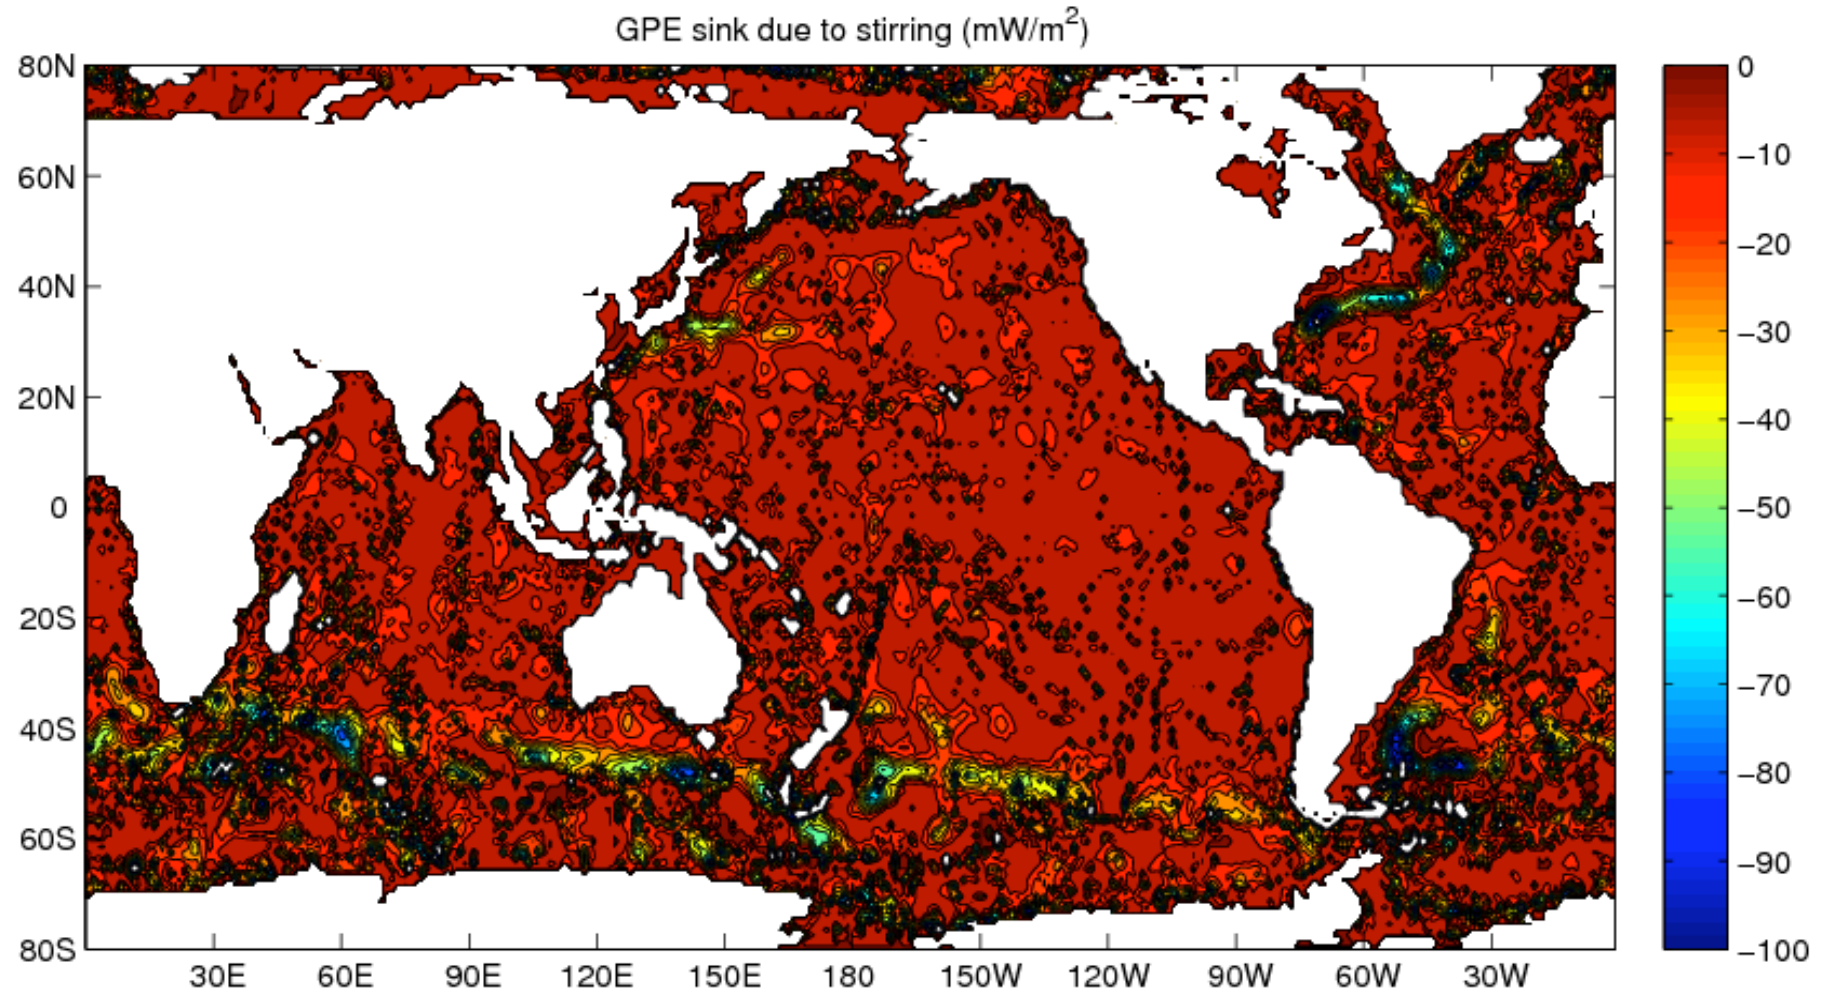 GPE sink due to stirring (mW/m²)
80N
60N
40N
20N
0
20S
40S
60S
80S
30E 60E 90E 120E 150E 180 150W 120W 90W 60W 30W
0
−10
−20
−30
−40
−50
−60
−70
−80
−90
−100